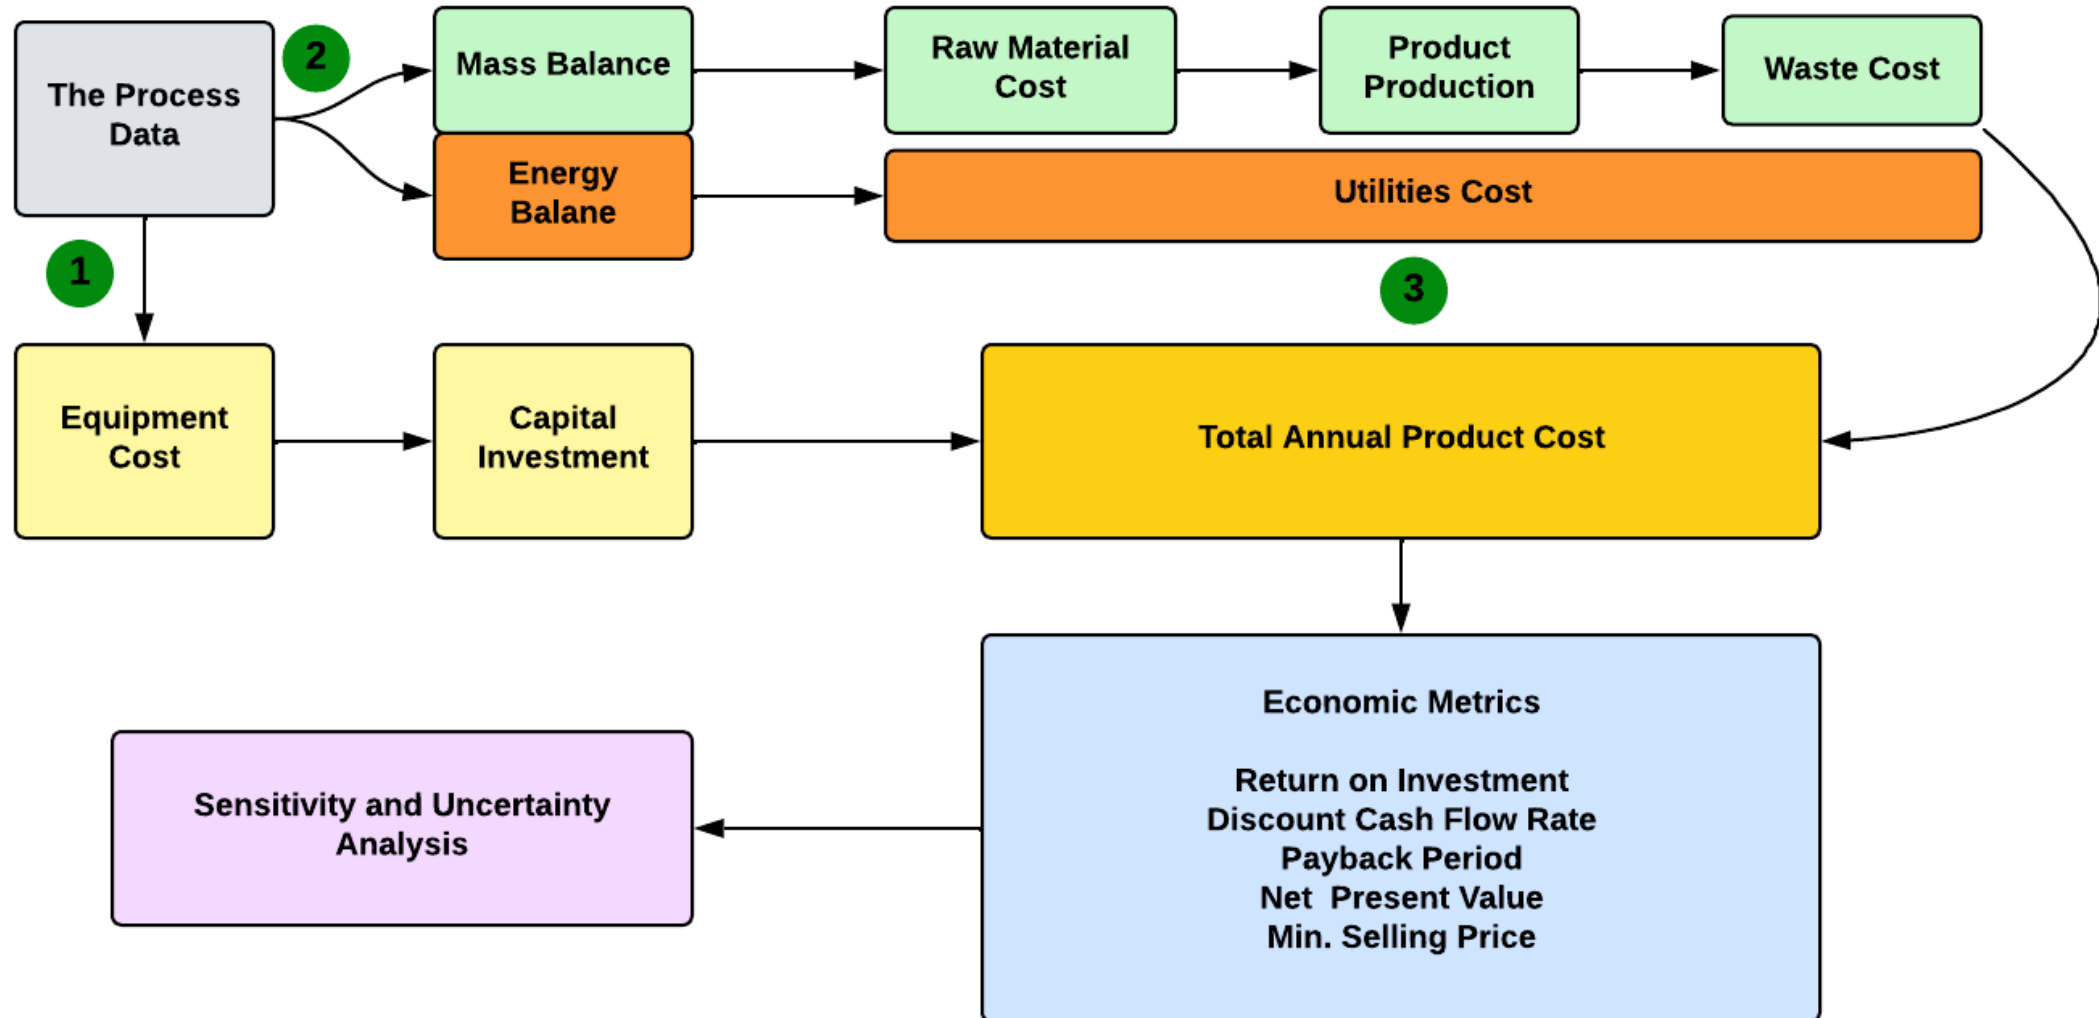 The Process
Data
2
Mass Balance
Raw Material
Cost
Product
Production
Waste Cost
Energy
Balane
Utilities Cost
1
3
Equipment
Cost
Capital
Investment
Total Annual Product Cost
Economic Metrics
Return on Investment
Discount Cash Flow Rate
Payback Period
Net  Present Value
Min. Selling Price
Sensitivity and Uncertainty
Analysis